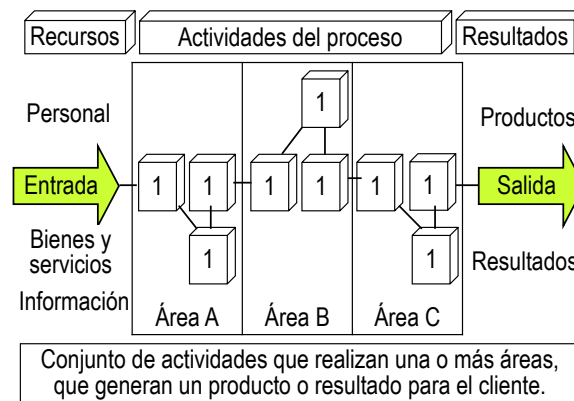 Recursos
Actividades del proceso
Resultados
Personal
Entrada
Bienes y
servicios
Información
1
1
1
Área A
1
1
1
Área B
1
1
1
Área C
Productos
Salida
Resultados
Conjunto de actividades que realizan una o más áreas,
que generan un producto o resultado para el cliente.